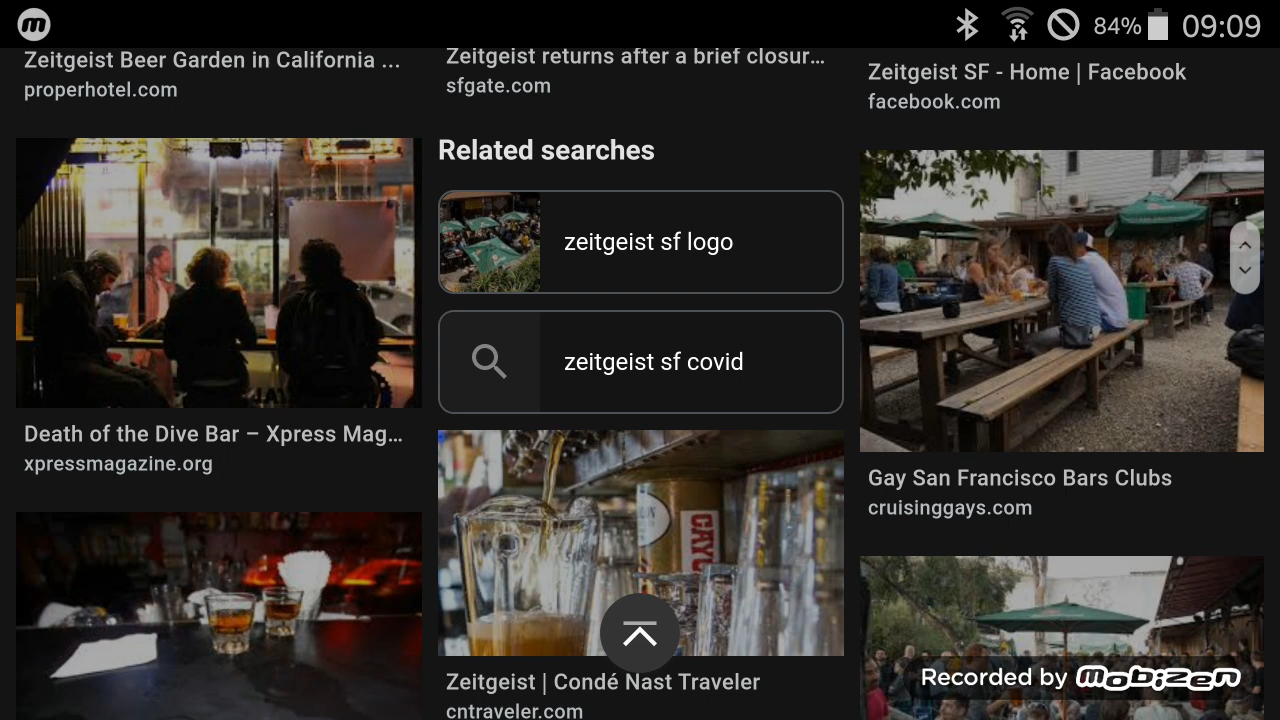 84% 09:09
Zeitgeist Beer Garden in California ...
properhotel.com
Zeitgeist returns after a brief closur...
sfgate.com
Zeitgeist SF - Home | Facebook
facebook.com
Related searches
zeitgeist sf logo
zeitgeist sf covid
Death of the Dive Bar – Xpress Mag...
xpressmagazine.org
Gay San Francisco Bars Clubs
cruisinggays.com
Zeitgeist | Condé Nast Traveler
cntraveler.com
Recorded by mobizen